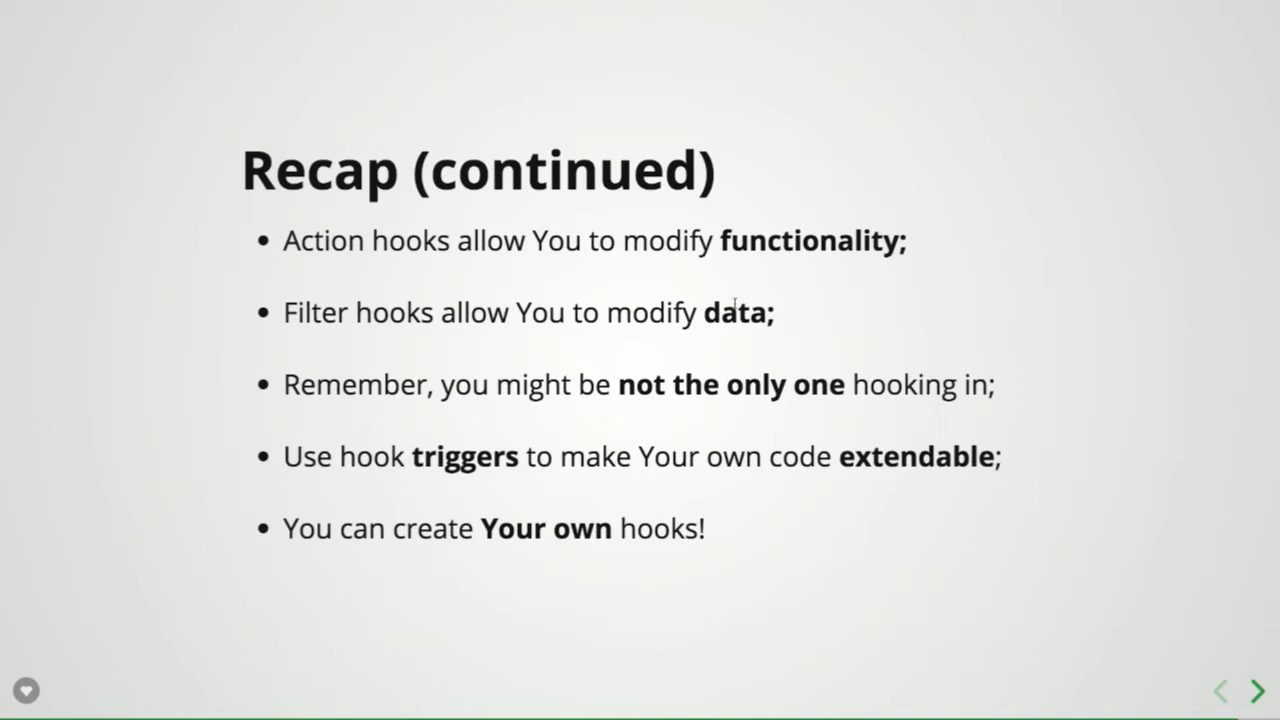 Recap (continued)
Action hooks allow You to modify functionality;
Filter hooks allow You to modify data;
Remember, you might be not the only one hooking in;
Use hook triggers to make Your own code extendable;
You can create Your own hooks!